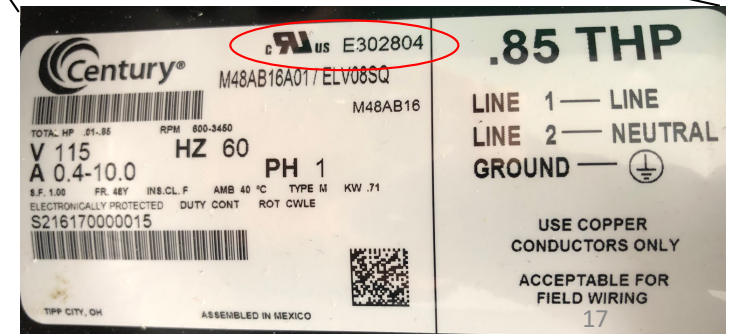 c RU US E302804
Century®
M48AB16A01 / ELV08SQ
M48AB16
TOTAL HP .01-.85 RPM 600-3450
V 115 HZ 60
A 0.4-10.0 PH 1
S.F. 1.00 FR. 48Y INS.CL. F AMB 40 °C TYPE M KW .71
ELECTRONICALLY PROTECTED DUTY CONT ROT CWLE
S216170000015
TIPP CITY, OH ASSEMBLED IN MEXICO
.85 THP
LINE 1 — LINE
LINE 2 — NEUTRAL
GROUND —
USE COPPER
CONDUCTORS ONLY
ACCEPTABLE FOR
FIELD WIRING
17